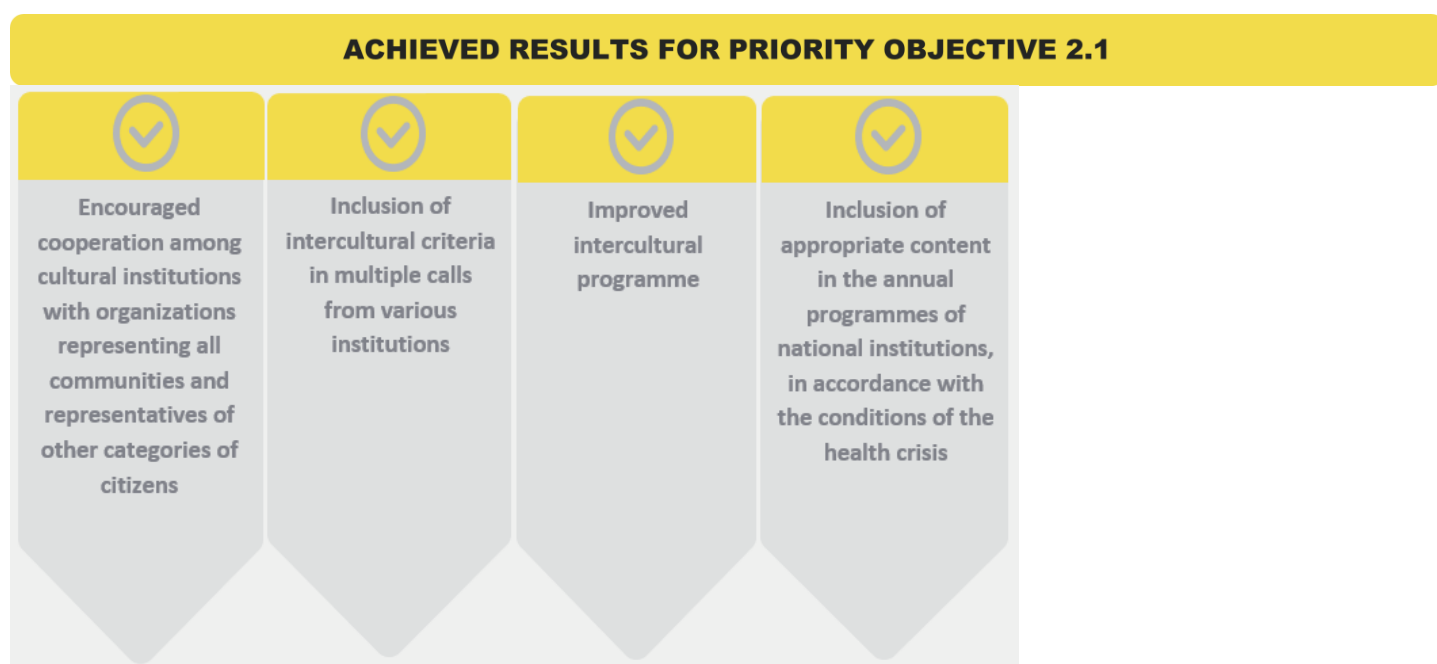 ACHIEVED RESULTS FOR PRIORITY OBJECTIVE 2.1
Encouraged
cooperation among
cultural institutions
with organizations
representing all
communities and
representatives of
other categories of
citizens
Inclusion of
intercultural criteria
in multiple calls
from various
institutions
Improved
intercultural
programme
Inclusion of
appropriate content
in the annual
programmes of
national institutions,
in accordance with
the conditions of the
health crisis